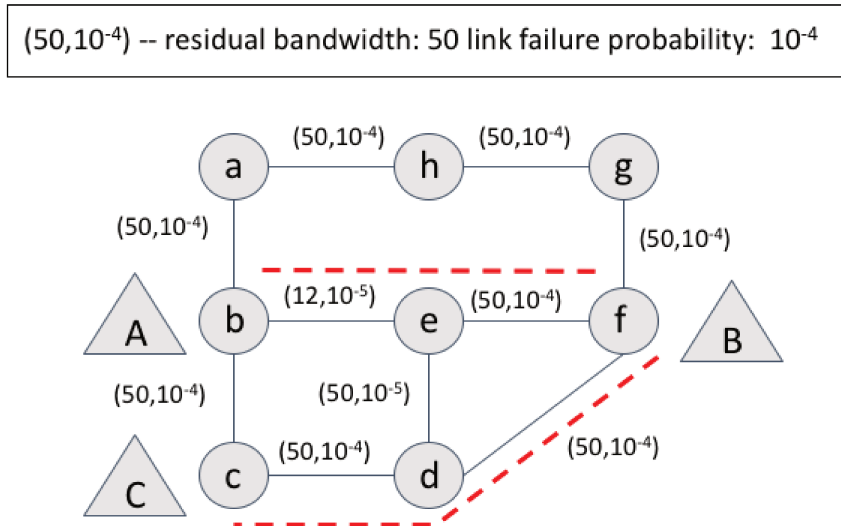 (50,10⁻⁴) -- residual bandwidth: 50 link failure probability: 10⁻⁴
(50,10⁻⁴) (50,10⁻⁴)
a h g
(50,10⁻⁴) (50,10⁻⁴)
(12,10⁻⁵) (50,10⁻⁴)
A b e f B
(50,10⁻⁴) (50,10⁻⁵)
(50,10⁻⁴) (50,10⁻⁴)
C c d